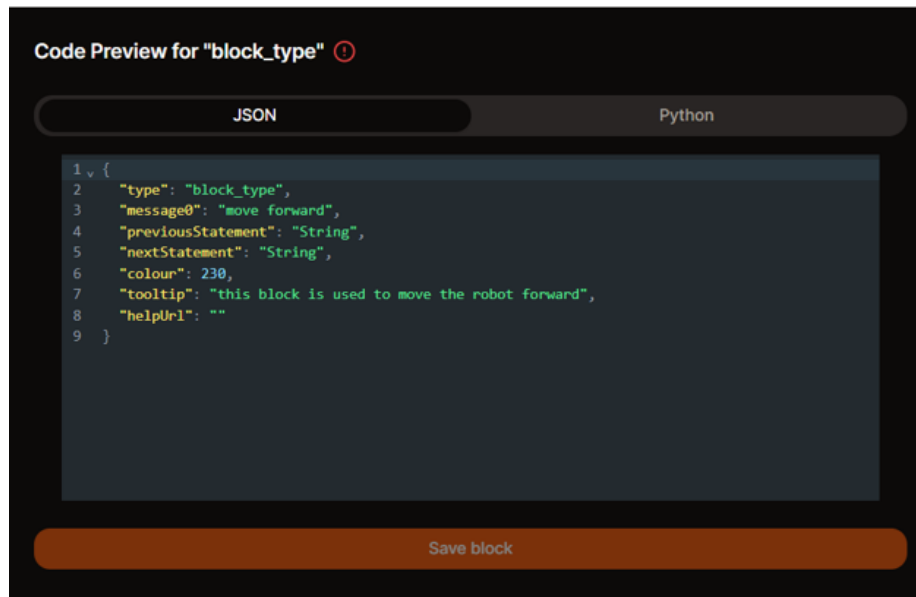 Code Preview for "block_type"
JSON
Python
1 {
2 "type": "block_type",
3 "message0": "move forward",
4 "previousStatement": "String",
5 "nextStatement": "String",
6 "colour": 230,
7 "tooltip": "this block is used to move the robot forward",
8 "helpUrl": ""
9 }
Save block